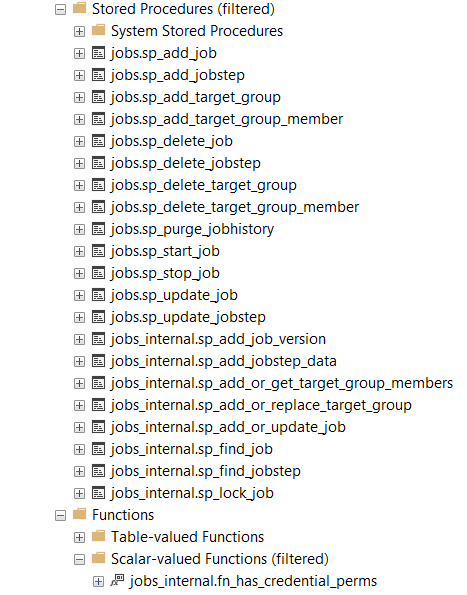 Stored Procedures (filtered)
System Stored Procedures
jobs.sp_add_job
jobs.sp_add_jobstep
jobs.sp_add_target_group
jobs.sp_add_target_group_member
jobs.sp_delete_job
jobs.sp_delete_jobstep
jobs.sp_delete_target_group
jobs.sp_delete_target_group_member
jobs.sp_purge_jobhistory
jobs.sp_start_job
jobs.sp_stop_job
jobs.sp_update_job
jobs.sp_update_jobstep
jobs_internal.sp_add_job_version
jobs_internal.sp_add_jobstep_data
jobs_internal.sp_add_or_get_target_group_members
jobs_internal.sp_add_or_replace_target_group
jobs_internal.sp_add_or_update_job
jobs_internal.sp_find_job
jobs_internal.sp_find_jobstep
jobs_internal.sp_lock_job
Functions
Table-valued Functions
Scalar-valued Functions (filtered)
jobs_internal.fn_has_credential_perms